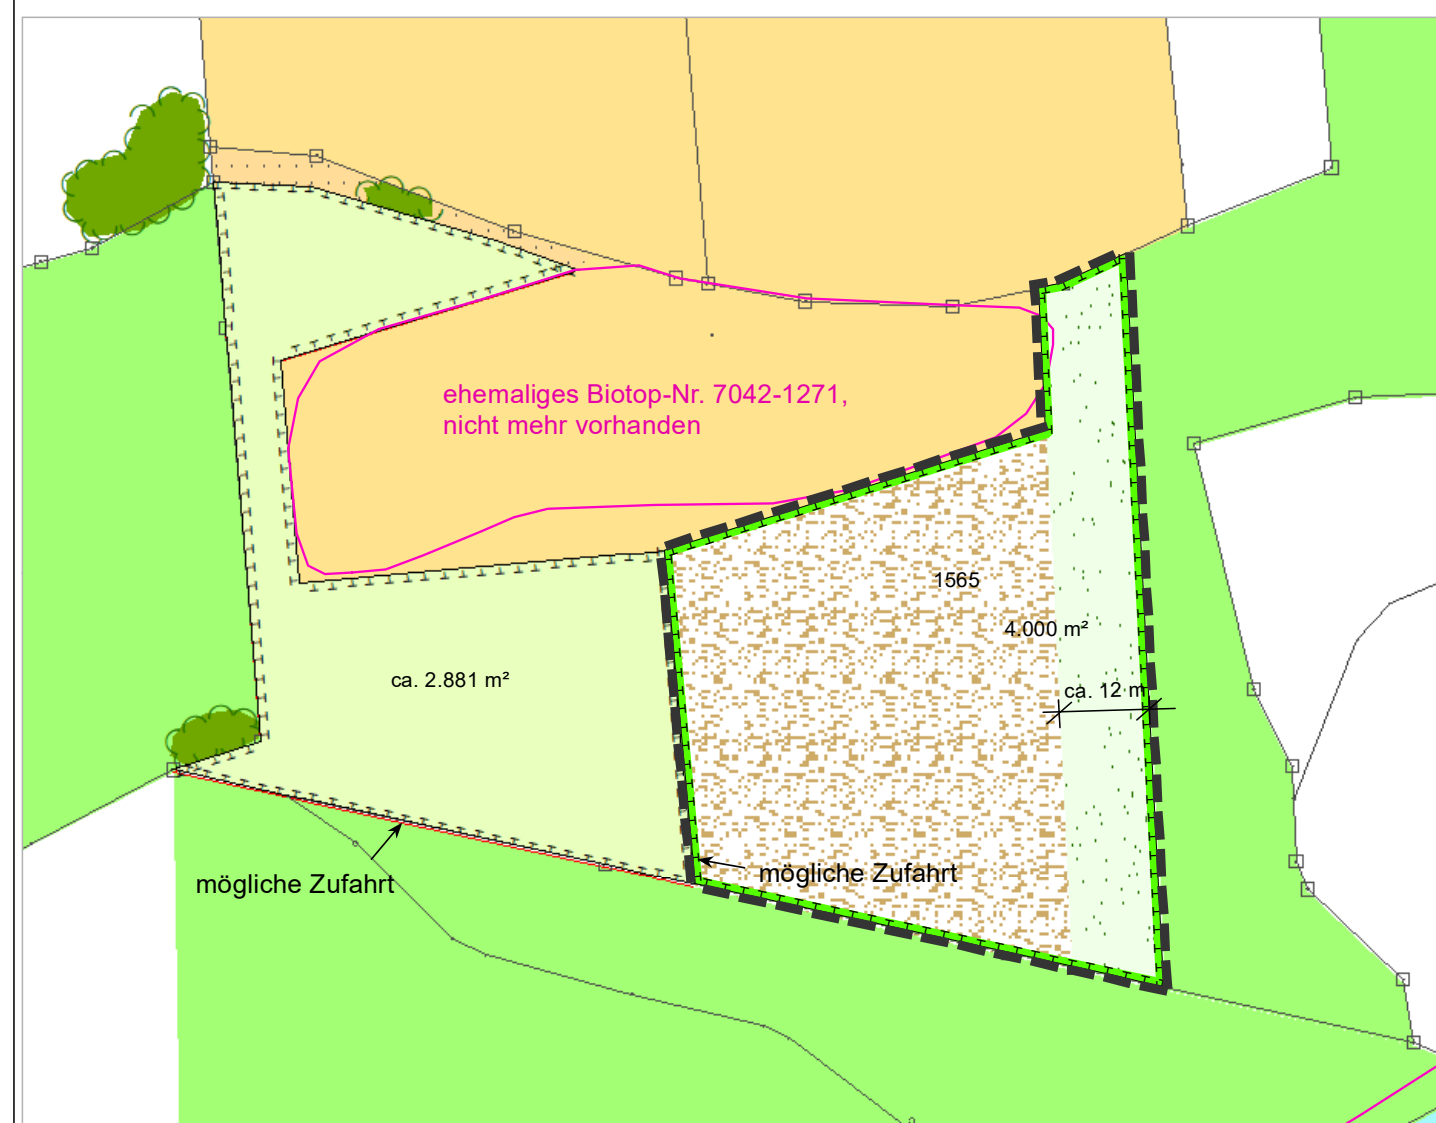 ehemaliges Biotop-Nr. 7042-1271,
nicht mehr vorhanden
1565
4.000 m²
ca. 2.881 m²
ca. 12 m
mögliche Zufahrt
mögliche Zufahrt